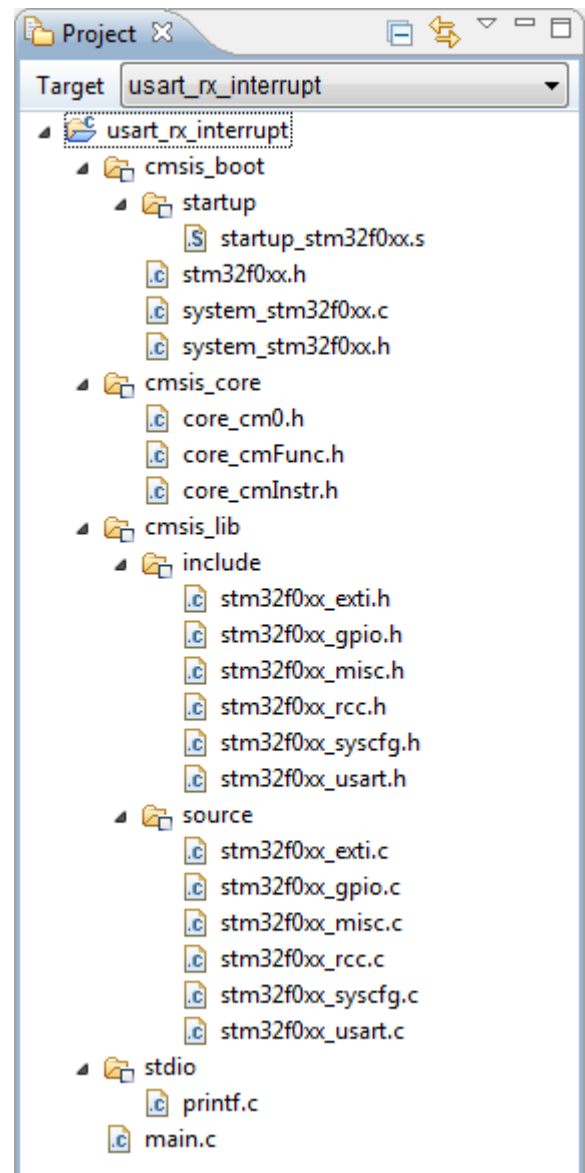 Project
Target usart_rx_interrupt
usart_rx_interrupt
cmsis_boot
startup
startup_stm32f0xx.s
stm32f0xx.h
system_stm32f0xx.c
system_stm32f0xx.h
cmsis_core
core_cm0.h
core_cmFunc.h
core_cmInstr.h
cmsis_lib
include
stm32f0xx_exti.h
stm32f0xx_gpio.h
stm32f0xx_misc.h
stm32f0xx_rcc.h
stm32f0xx_syscfg.h
stm32f0xx_usart.h
source
stm32f0xx_exti.c
stm32f0xx_gpio.c
stm32f0xx_misc.c
stm32f0xx_rcc.c
stm32f0xx_syscfg.c
stm32f0xx_usart.c
stdio
printf.c
main.c